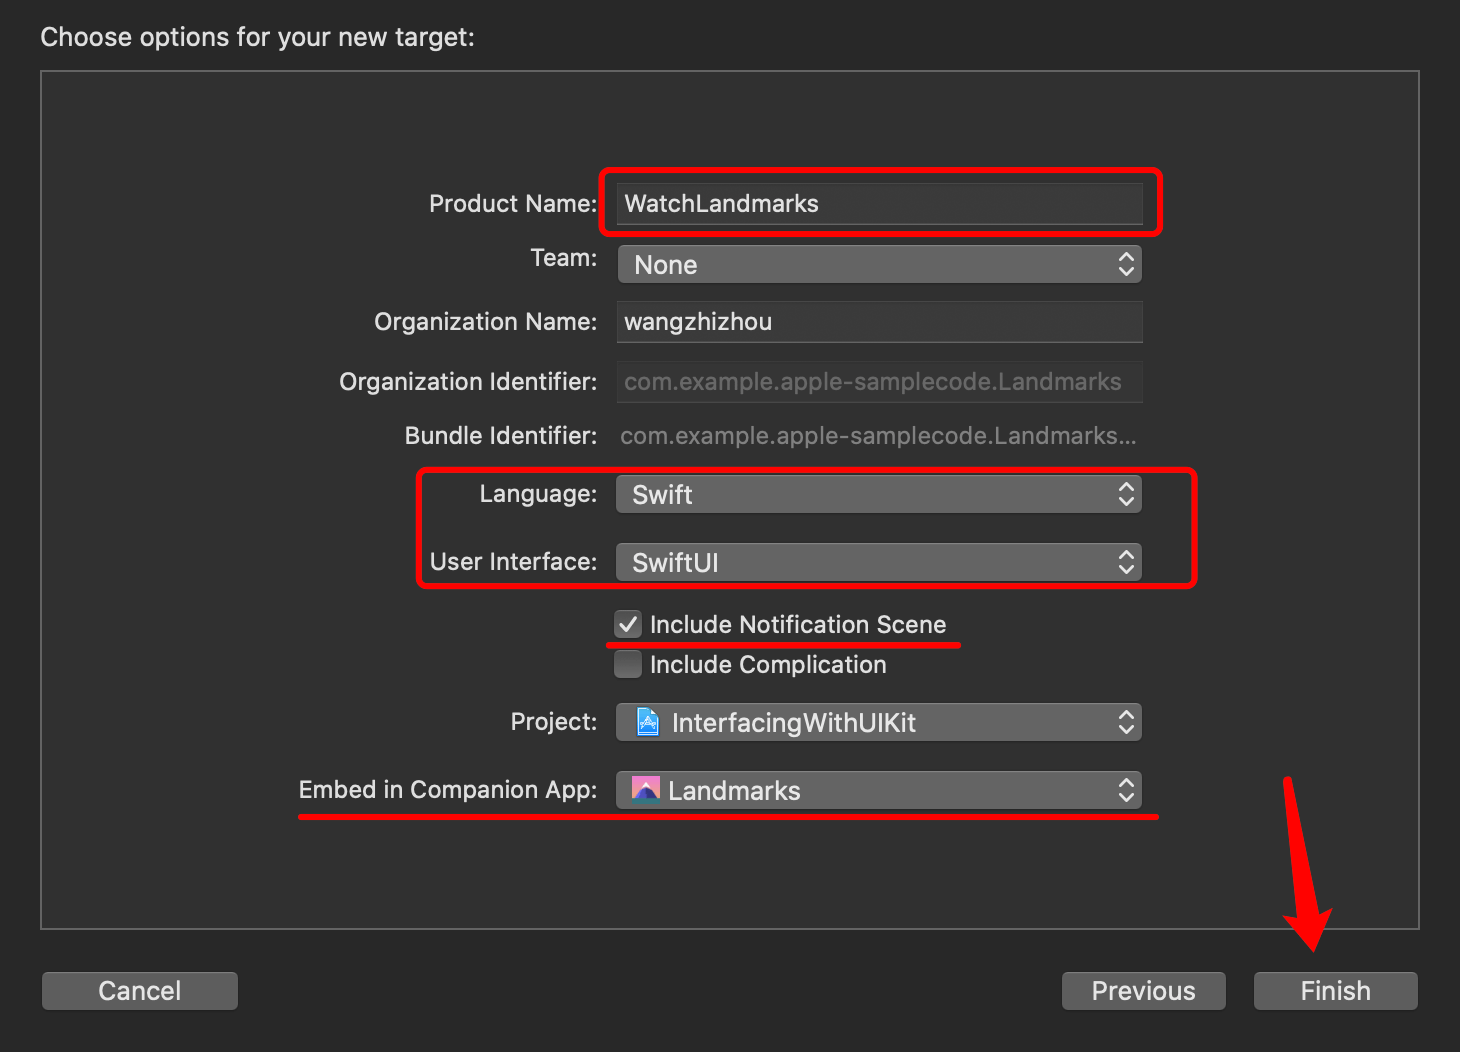 Choose options for your new target:
Product Name: WatchLandmarks
Team: None
Organization Name: wangzhizhou
Organization Identifier: com.example.apple-samplecode.Landmarks
Bundle Identifier: com.example.apple-samplecode.Landmarks...
Language: Swift
User Interface: SwiftUI
Include Notification Scene
Include Complication
Project: InterfacingWithUIKit
Embed in Companion App: Landmarks
Cancel Previous Finish